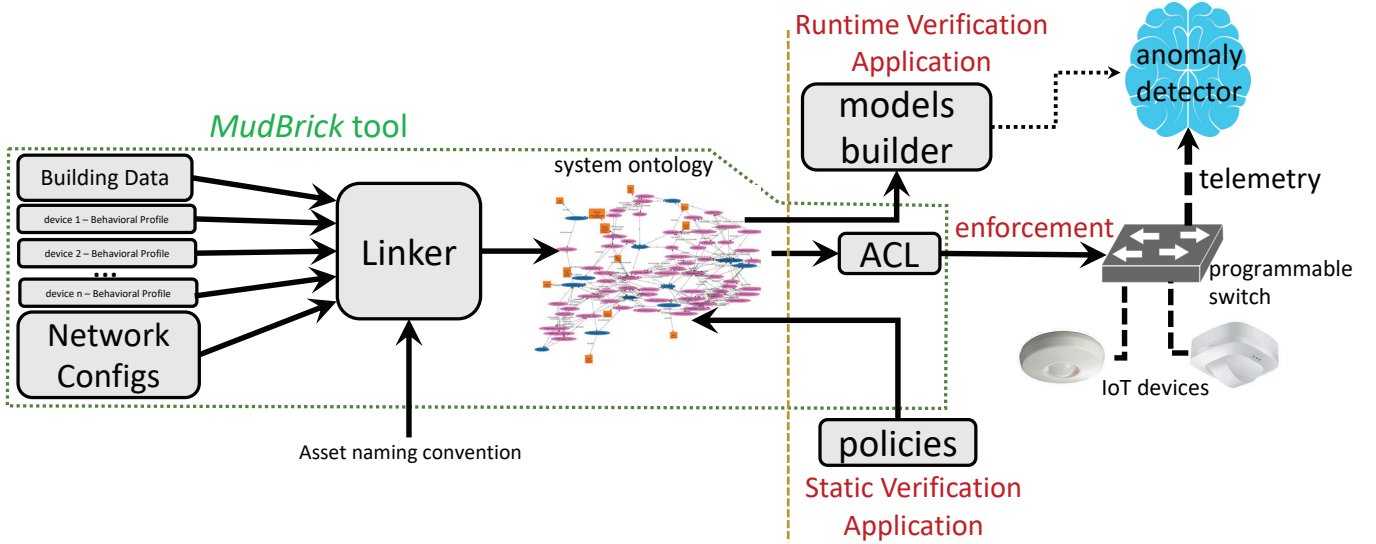 MudBrick tool
Building Data
device 1 – Behavioral Profile
device 2 – Behavioral Profile
...
device n – Behavioral Profile
Network
Configs
Linker
Asset naming convention
system ontology
Runtime Verification
Application
models
builder
anomaly
detector
telemetry
ACL
enforcement
programmable
switch
IoT devices
policies
Static Verification
Application